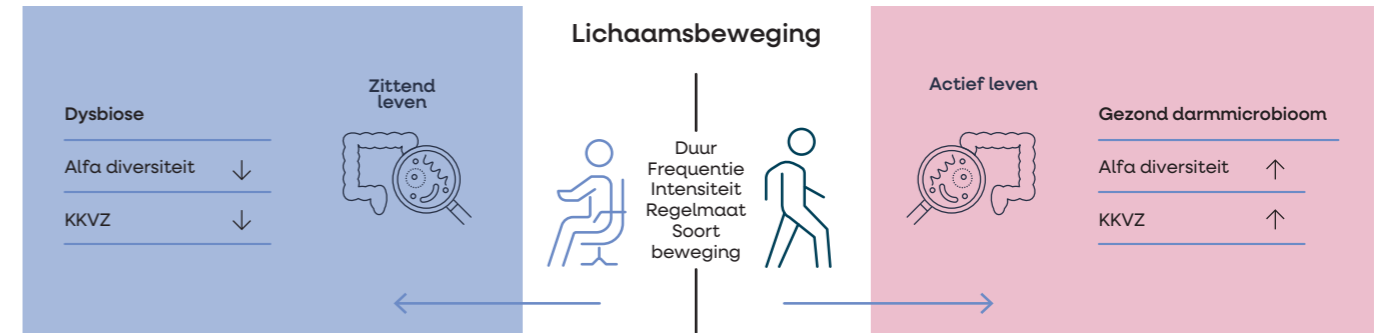 Lichaamsbeweging
Zittend
leven
Dysbiose
Alfa diversiteit ↓
KKVZ ↓
Duur
Frequentie
Intensiteit
Regelmaat
Soort
beweging
Actief leven
Gezond darmmicrobioom
Alfa diversiteit ↑
KKVZ ↑